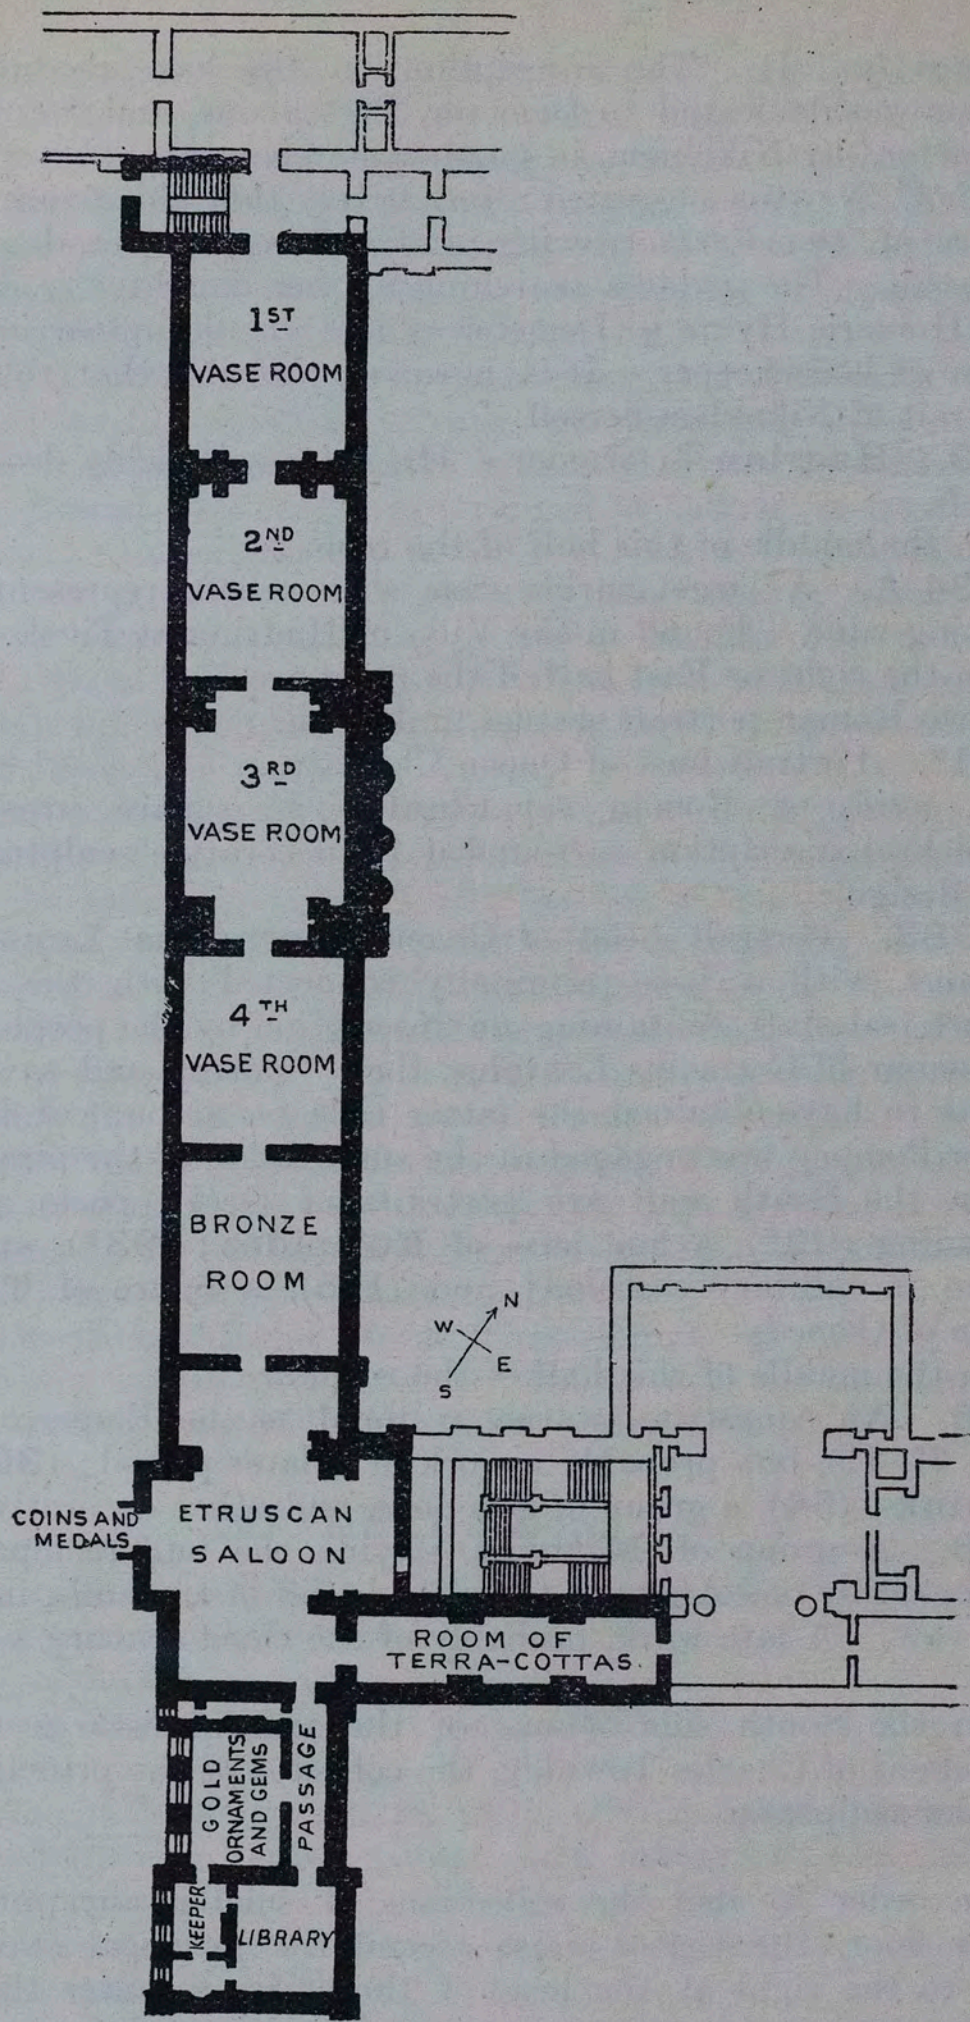 1ST
VASE ROOM
2ND
VASE ROOM
3RD
VASE ROOM
4TH
VASE ROOM
BRONZE
ROOM
N
W
E
S
COINS AND
MEDALS
ETRUSCAN
SALOON
ROOM OF
TERRA-COTTAS.
GOLD
ORNAMENTS
AND GEMS
PASSAGE
KEEPER
LIBRARY